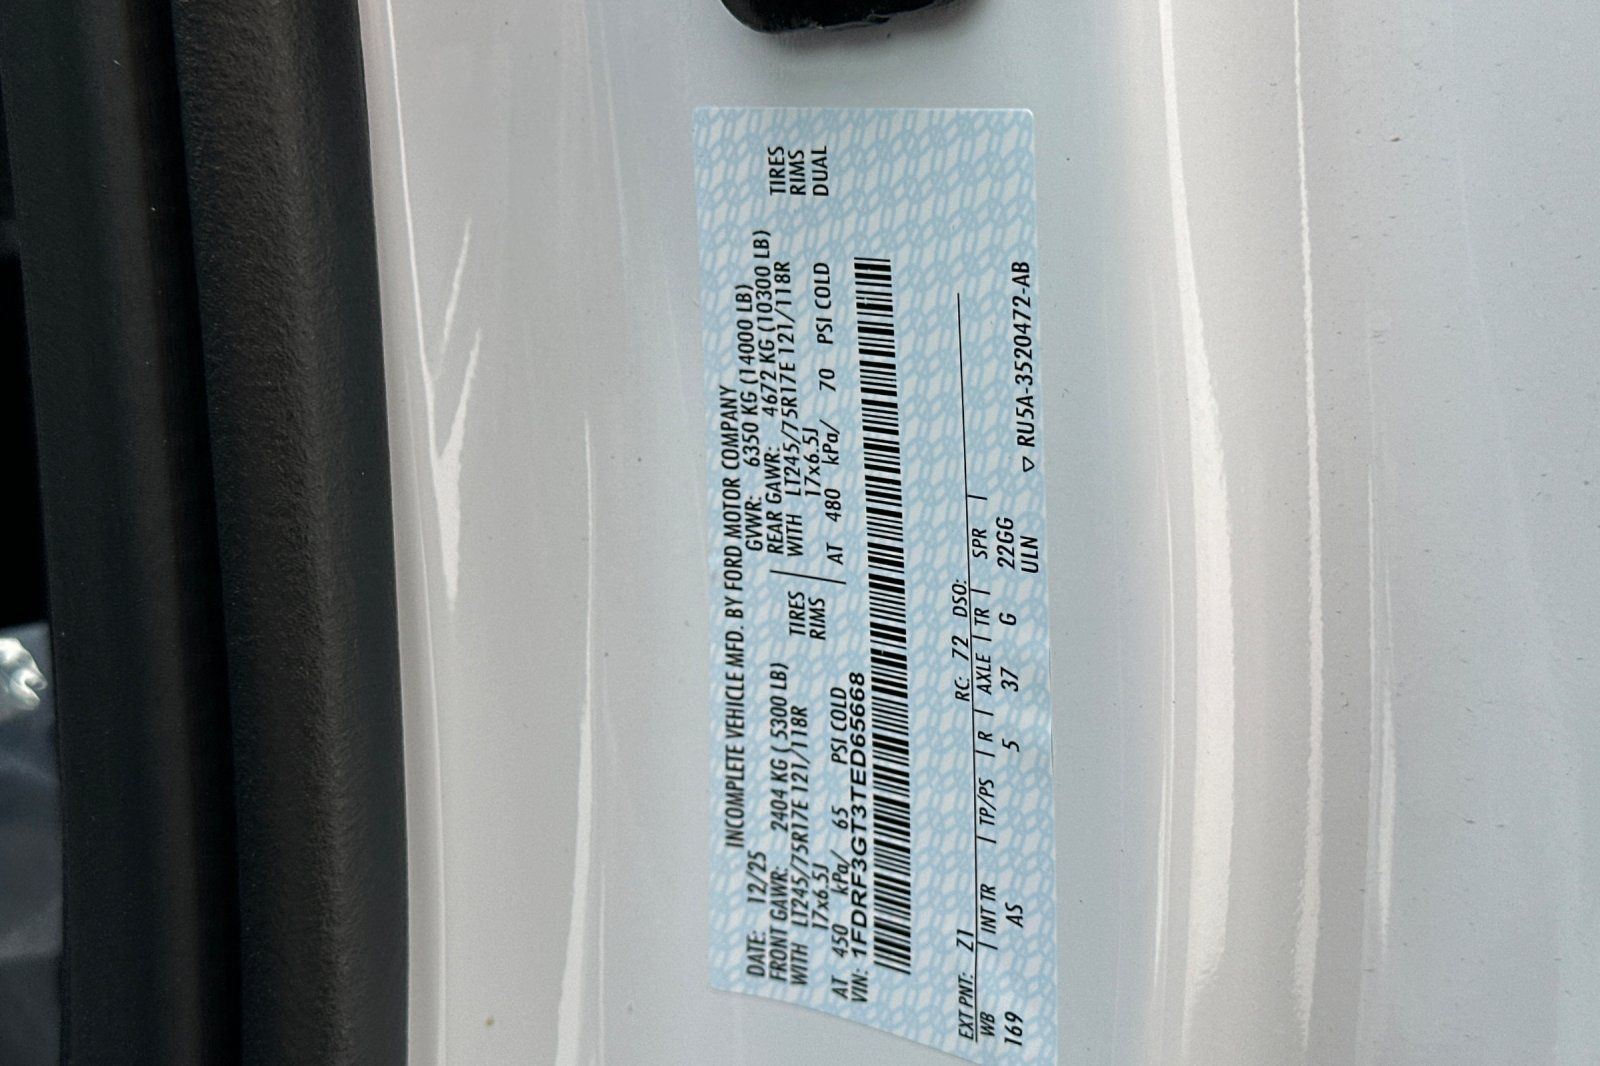 INCOMPLETE VEHICLE MFD. BY FORD MOTOR COMPANY
DATE: 12/25 GVWR: 6350 KG (14000 LB)
FRONT GAWR: 2404 KG ( 5300 LB) REAR GAWR: 4672 KG (10300 LB)
WITH LT245/75R17E 121/118R TIRES WITH LT245/75R17E 121/118R TIRES
17x6.5J RIMS 17x6.5J RIMS
AT 450 kPa/ 65 PSI COLD AT 480 kPa/ 70 PSI COLD DUAL
VIN: 1FDRF3GT3TED65668
EXT PNT: Z1 RC: 72 DSO:
WB | INT TR | TP/PS | R | AXLE | TR | SPR |
169 AS 5 37 G 22GG
ULN ▽ RU5A-3520472-AB